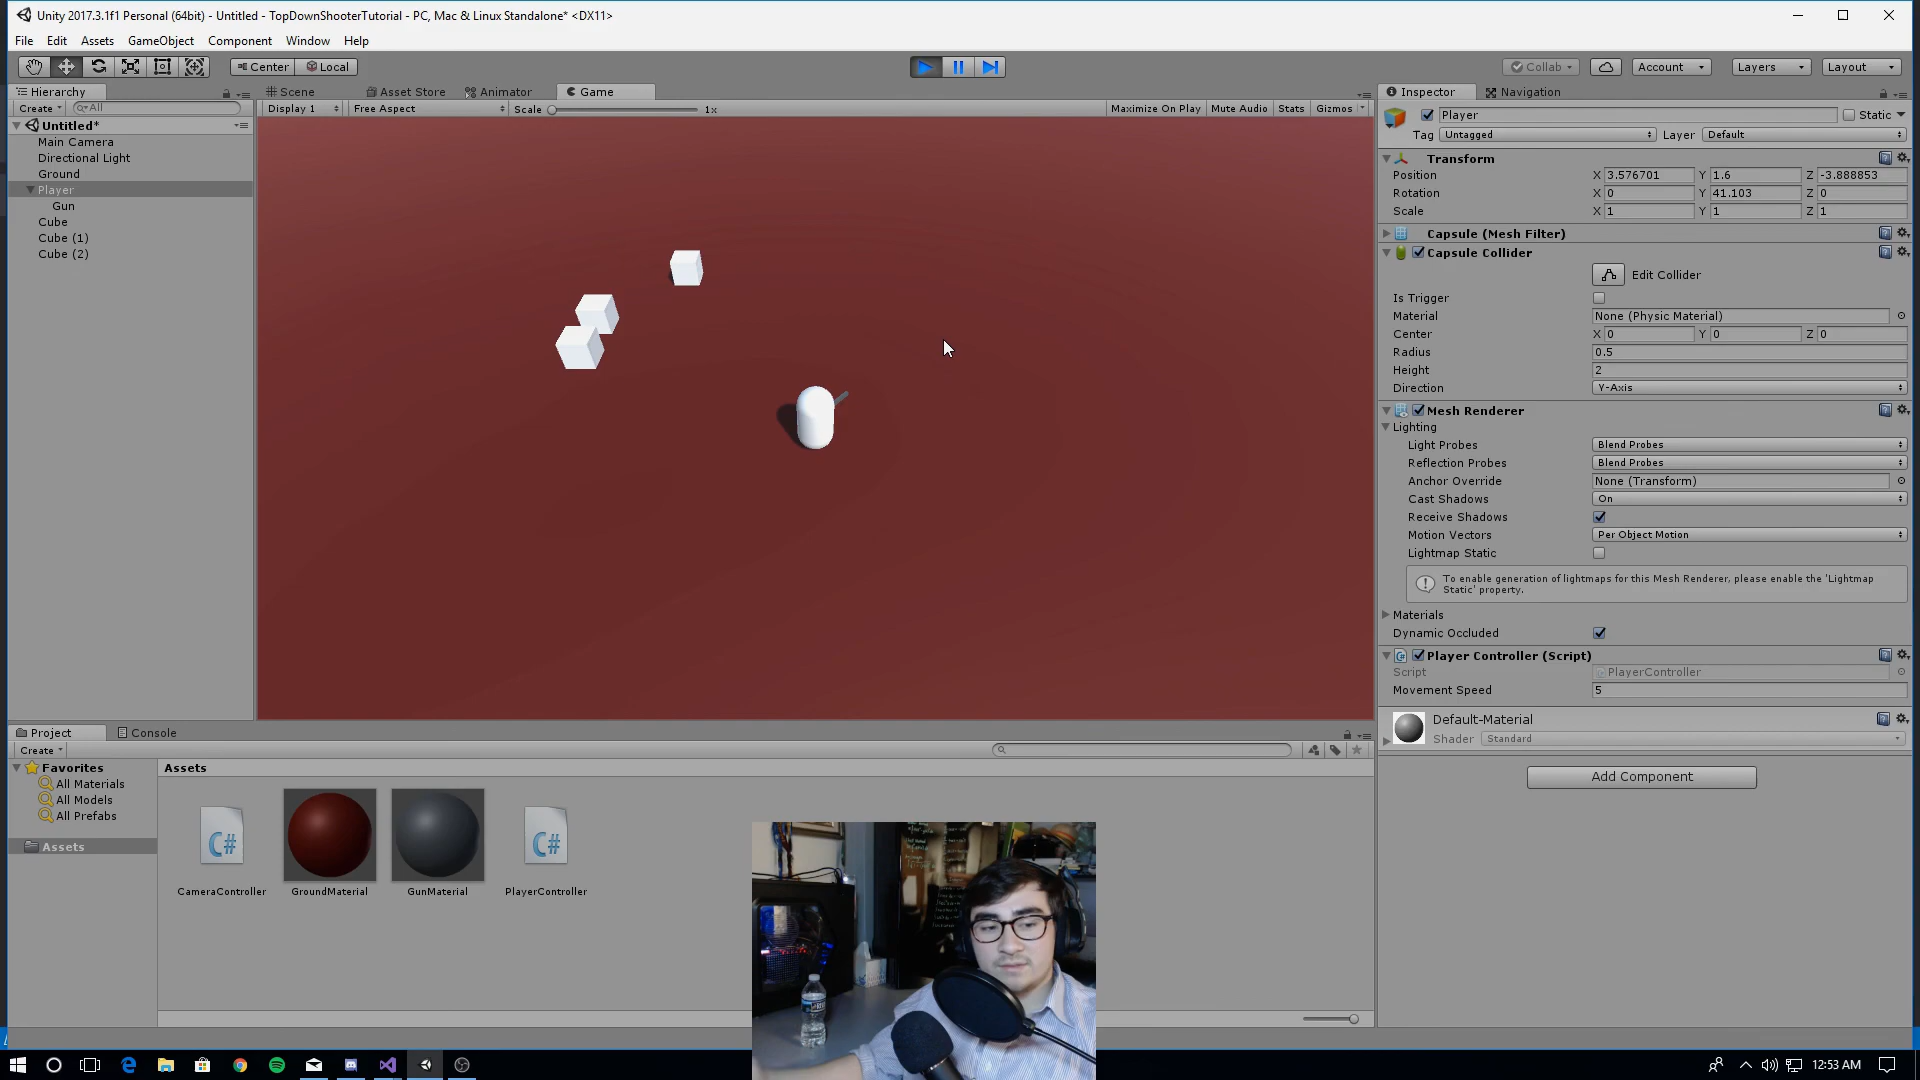 Unity 2017.3.1f1 Personal (64bit) - Untitled - TopDownShooterTutorial - PC, Mac & Linux Standalone* <DX11>
File Edit Assets GameObject Component Window Help
Center Local Collab Account Layers Layout
Hierarchy Scene Asset Store Animator Game Inspector Navigation
Create All Display 1 Free Aspect Scale 1x Maximize On Play Mute Audio Stats Gizmos
Player Static
Untitled*
Tag Untagged Layer Default
Main Camera
Directional Light
Ground
Player
Gun
Cube
Cube (1)
Cube (2)
Transform
Position X 3.576701 Y 1.6 Z -3.888853
Rotation X 0 Y 41.103 Z 0
Scale X 1 Y 1 Z 1
Capsule (Mesh Filter)
Capsule Collider
Edit Collider
Is Trigger
Material None (Physic Material)
Center X 0 Y 0 Z 0
Radius 0.5
Height 2
Direction Y-Axis
Mesh Renderer
Lighting
Light Probes Blend Probes
Reflection Probes Blend Probes
Anchor Override None (Transform)
Cast Shadows On
Receive Shadows
Motion Vectors Per Object Motion
Lightmap Static
To enable generation of lightmaps for this Mesh Renderer, please enable the 'Lightmap
Static' property.
Materials
Dynamic Occluded
Player Controller (Script)
Script PlayerController
Movement Speed 5
Default-Material
Shader Standard
Add Component
Project Console
Create
Favorites
All Materials
All Models
All Prefabs
Assets
Assets
C# C#
CameraController GroundMaterial GunMaterial PlayerController
12:53 AM